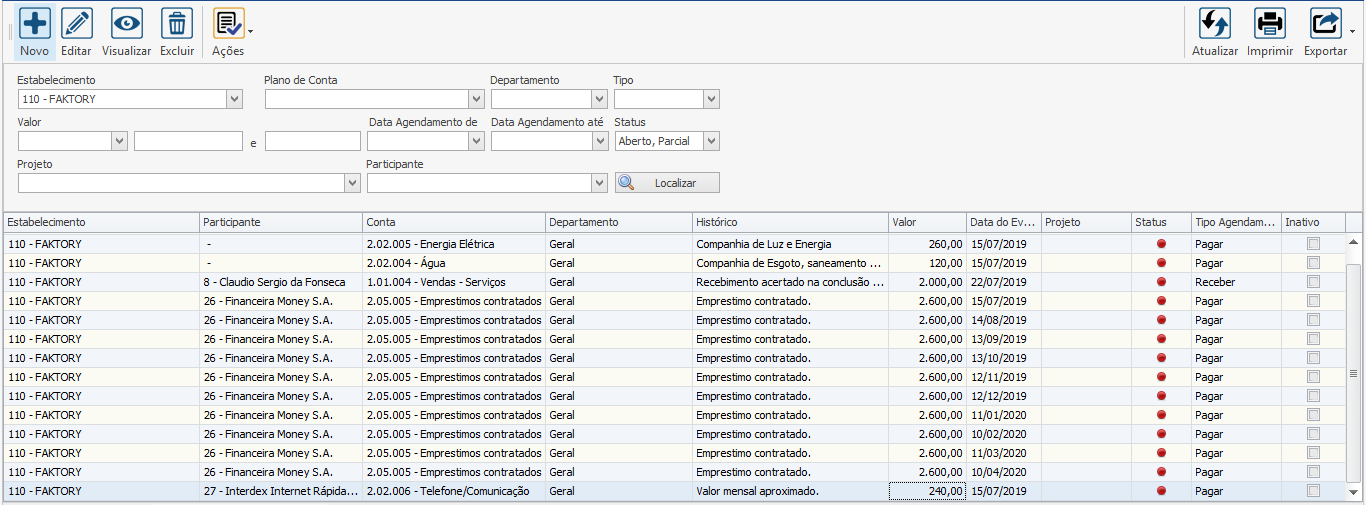 Novo Editar Visualizar Excluir Ações Atualizar Imprimir Exportar
Estabelecimento Plano de Conta Departamento Tipo
110 - FAKTORY
Valor Data Agendamento de Data Agendamento até Status
e Aberto, Parcial
Projeto Participante
Localizar
Estabelecimento Participante Conta Departamento Histórico Valor Data do Ev... Projeto Status Tipo Agendam... Inativo
110 - FAKTORY - 2.02.005 - Energia Elétrica Geral Companhia de Luz e Energia 260,00 15/07/2019 Pagar
110 - FAKTORY - 2.02.004 - Água Geral Companhia de Esgoto, saneamento ... 120,00 15/07/2019 Pagar
110 - FAKTORY 8 - Claudio Sergio da Fonseca 1.01.004 - Vendas - Serviços Geral Recebimento acertado na conclusão ... 2.000,00 22/07/2019 Receber
110 - FAKTORY 26 - Financeira Money S.A. 2.05.005 - Emprestimos contratados Geral Emprestimo contratado. 2.600,00 15/07/2019 Pagar
110 - FAKTORY 26 - Financeira Money S.A. 2.05.005 - Emprestimos contratados Geral Emprestimo contratado. 2.600,00 14/08/2019 Pagar
110 - FAKTORY 26 - Financeira Money S.A. 2.05.005 - Emprestimos contratados Geral Emprestimo contratado. 2.600,00 13/09/2019 Pagar
110 - FAKTORY 26 - Financeira Money S.A. 2.05.005 - Emprestimos contratados Geral Emprestimo contratado. 2.600,00 13/10/2019 Pagar
110 - FAKTORY 26 - Financeira Money S.A. 2.05.005 - Emprestimos contratados Geral Emprestimo contratado. 2.600,00 12/11/2019 Pagar
110 - FAKTORY 26 - Financeira Money S.A. 2.05.005 - Emprestimos contratados Geral Emprestimo contratado. 2.600,00 12/12/2019 Pagar
110 - FAKTORY 26 - Financeira Money S.A. 2.05.005 - Emprestimos contratados Geral Emprestimo contratado. 2.600,00 11/01/2020 Pagar
110 - FAKTORY 26 - Financeira Money S.A. 2.05.005 - Emprestimos contratados Geral Emprestimo contratado. 2.600,00 10/02/2020 Pagar
110 - FAKTORY 26 - Financeira Money S.A. 2.05.005 - Emprestimos contratados Geral Emprestimo contratado. 2.600,00 11/03/2020 Pagar
110 - FAKTORY 26 - Financeira Money S.A. 2.05.005 - Emprestimos contratados Geral Emprestimo contratado. 2.600,00 10/04/2020 Pagar
110 - FAKTORY 27 - Interdex Internet Rápida... 2.02.006 - Telefone/Comunicação Geral Valor mensal aproximado. 240,00 15/07/2019 Pagar